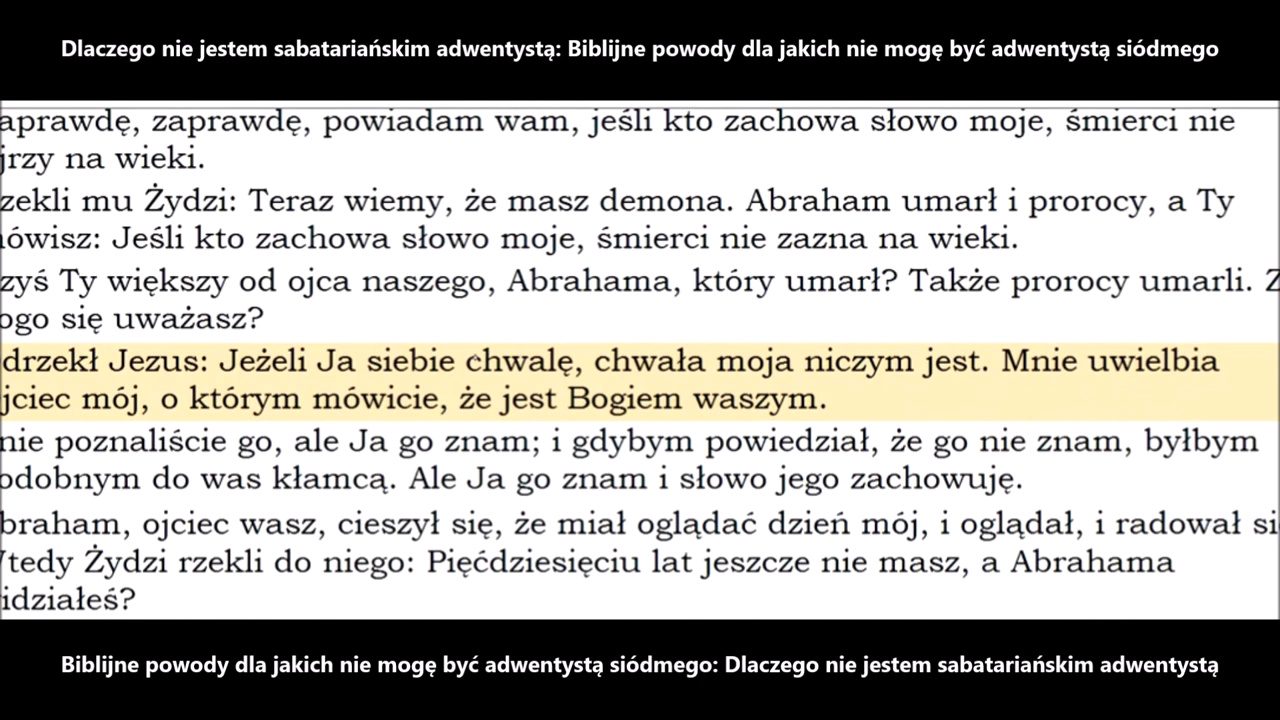 Dlaczego nie jestem sabatariańskim adwentystą: Biblijne powody dla jakich nie mogę być adwentystą siódmego
aprawdę, zaprawdę, powiadam wam, jeśli kto zachowa słowo moje, śmierci nie
jrzy na wieki.
zekli mu Żydzi: Teraz wiemy, że masz demona. Abraham umarł i prorocy, a Ty
ówisz: Jeśli kto zachowa słowo moje, śmierci nie zazna na wieki.
zyś Ty większy od ojca naszego, Abrahama, który umarł? Także prorocy umarli. Z
ogo się uważasz?
drzekł Jezus: Jeżeli Ja siebie chwalę, chwała moja niczym jest. Mnie uwielbia
jciec mój, o którym mówicie, że jest Bogiem waszym.
nie poznaliście go, ale Ja go znam; i gdybym powiedział, że go nie znam, byłbym
odobnym do was kłamcą. Ale Ja go znam i słowo jego zachowuję.
braham, ojciec wasz, cieszył się, że miał oglądać dzień mój, i oglądał, i radował si
tedy Żydzi rzekli do niego: Pięćdziesięciu lat jeszcze nie masz, a Abrahama
idziałeś?
Biblijne powody dla jakich nie mogę być adwentystą siódmego: Dlaczego nie jestem sabatariańskim adwentystą